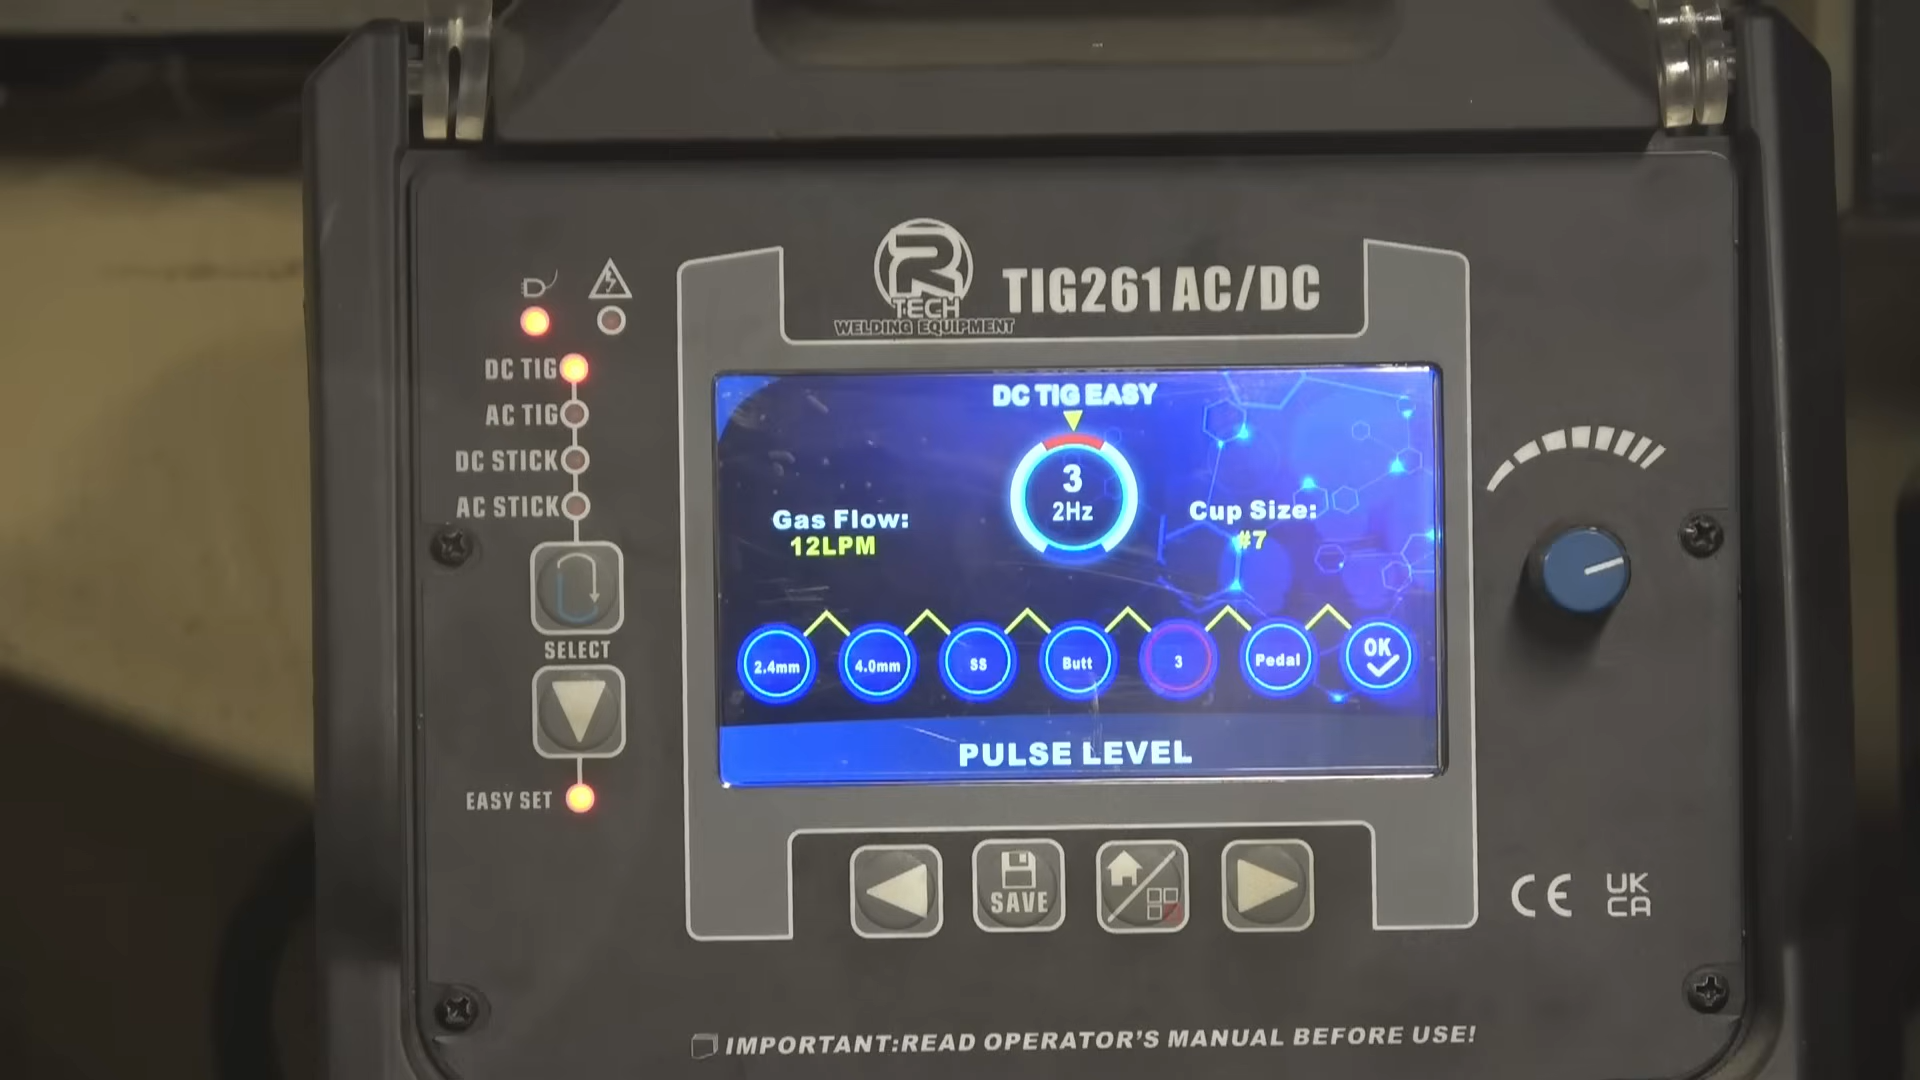 R
TECH
WELDING EQUIPMENT
TIG261 AC/DC
DC TIG
AC TIG
DC STICK
AC STICK
SELECT
EASY SET
DC TIG EASY
3
2Hz
Gas Flow:
12LPM
Cup Size:
#7
2.4mm
4.0mm
SS
Butt
3
Pedal
OK
PULSE LEVEL
SAVE
CE
UK
CA
IMPORTANT:READ OPERATOR'S MANUAL BEFORE USE!